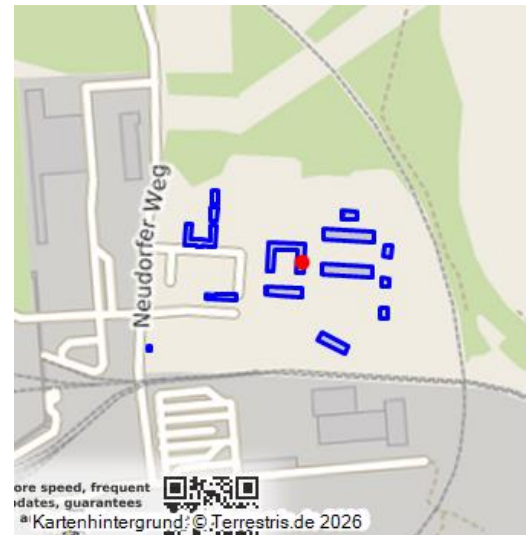 Neudorfer Weg
ore speed, frequent
dates, guarantees
a
Kartenhintergrund: © Terrestris.de 2026